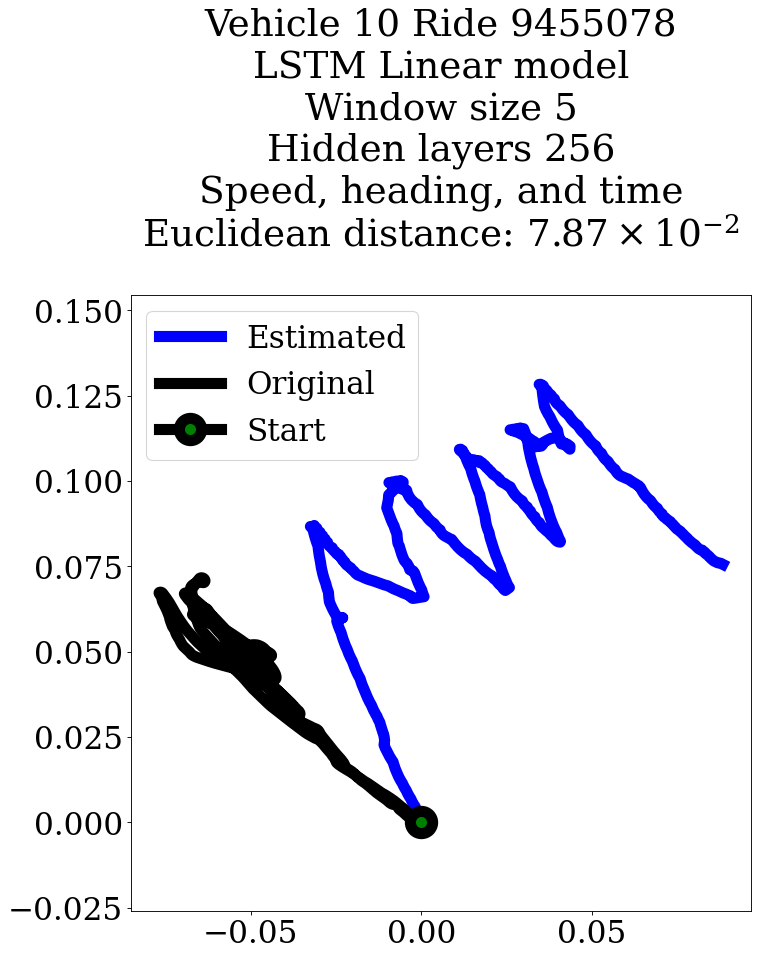 Vehicle 10 Ride 9455078
LSTM Linear model
Window size 5
Hidden layers 256
Speed, heading, and time
Euclidean distance: 7.87 × 10⁻²
0.150
0.125
0.100
0.075
0.050
0.025
0.000
−0.025
Estimated
Original
Start
−0.05
0.00
0.05